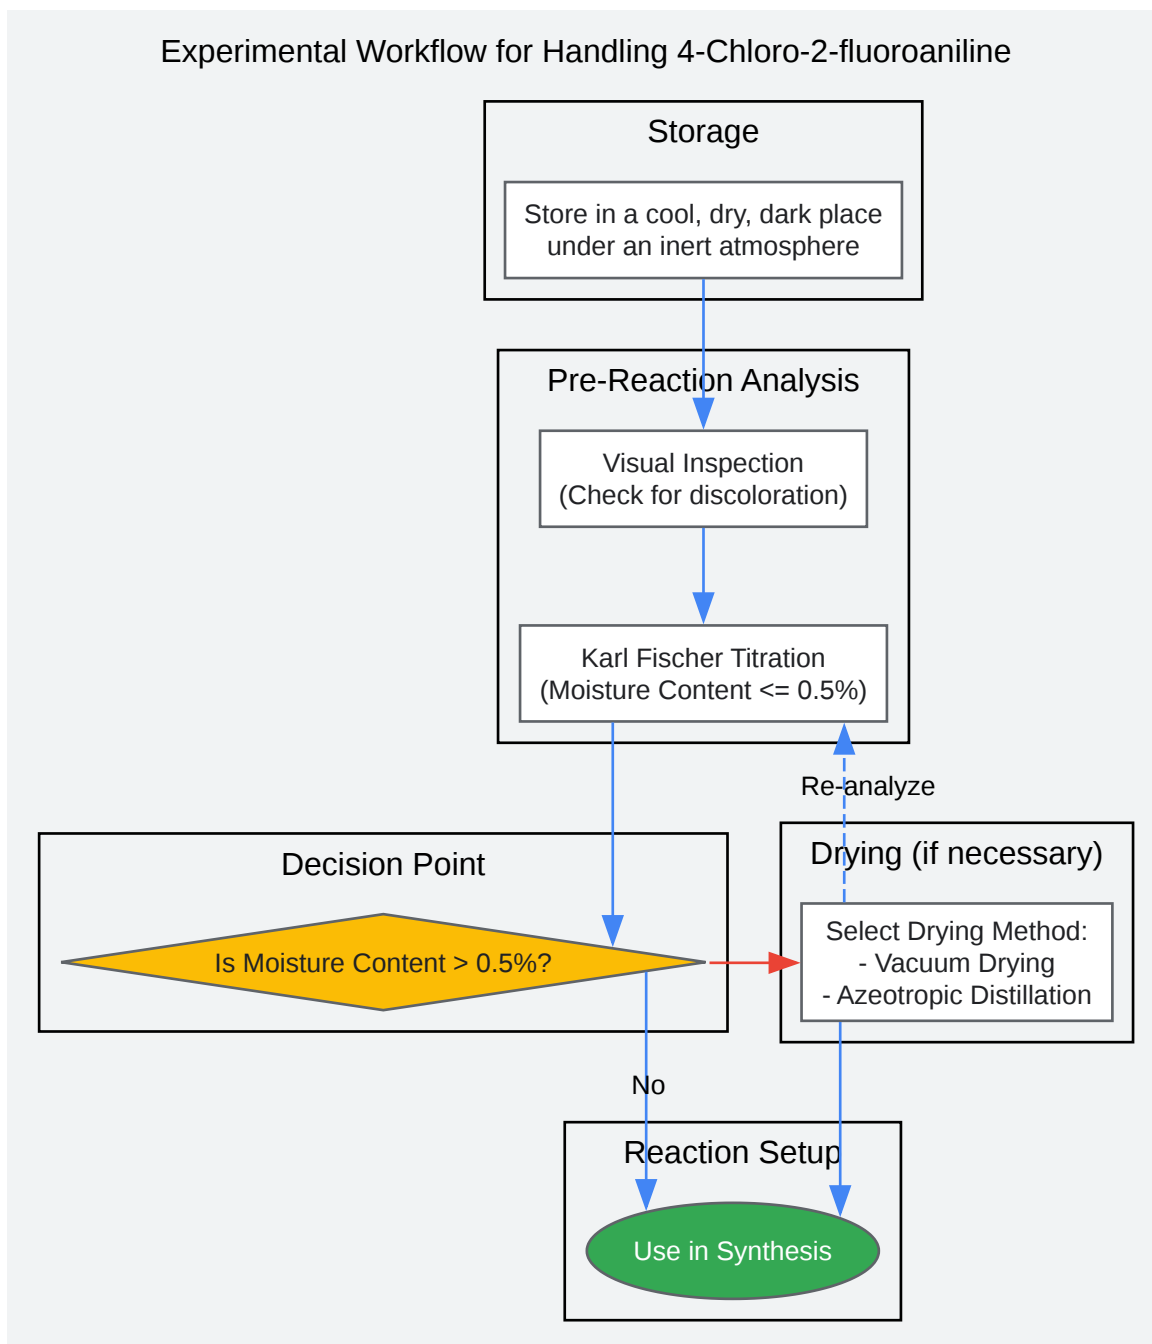 Experimental Workflow for Handling 4-Chloro-2-fluoroaniline
Storage
Store in a cool, dry, dark place
under an inert atmosphere
Pre-Reaction Analysis
Visual Inspection
(Check for discoloration)
Karl Fischer Titration
(Moisture Content <= 0.5%)
Re-analyze
Decision Point
Is Moisture Content > 0.5%?
Drying (if necessary)
Select Drying Method:
- Vacuum Drying
- Azeotropic Distillation
No
Reaction Setup
Use in Synthesis